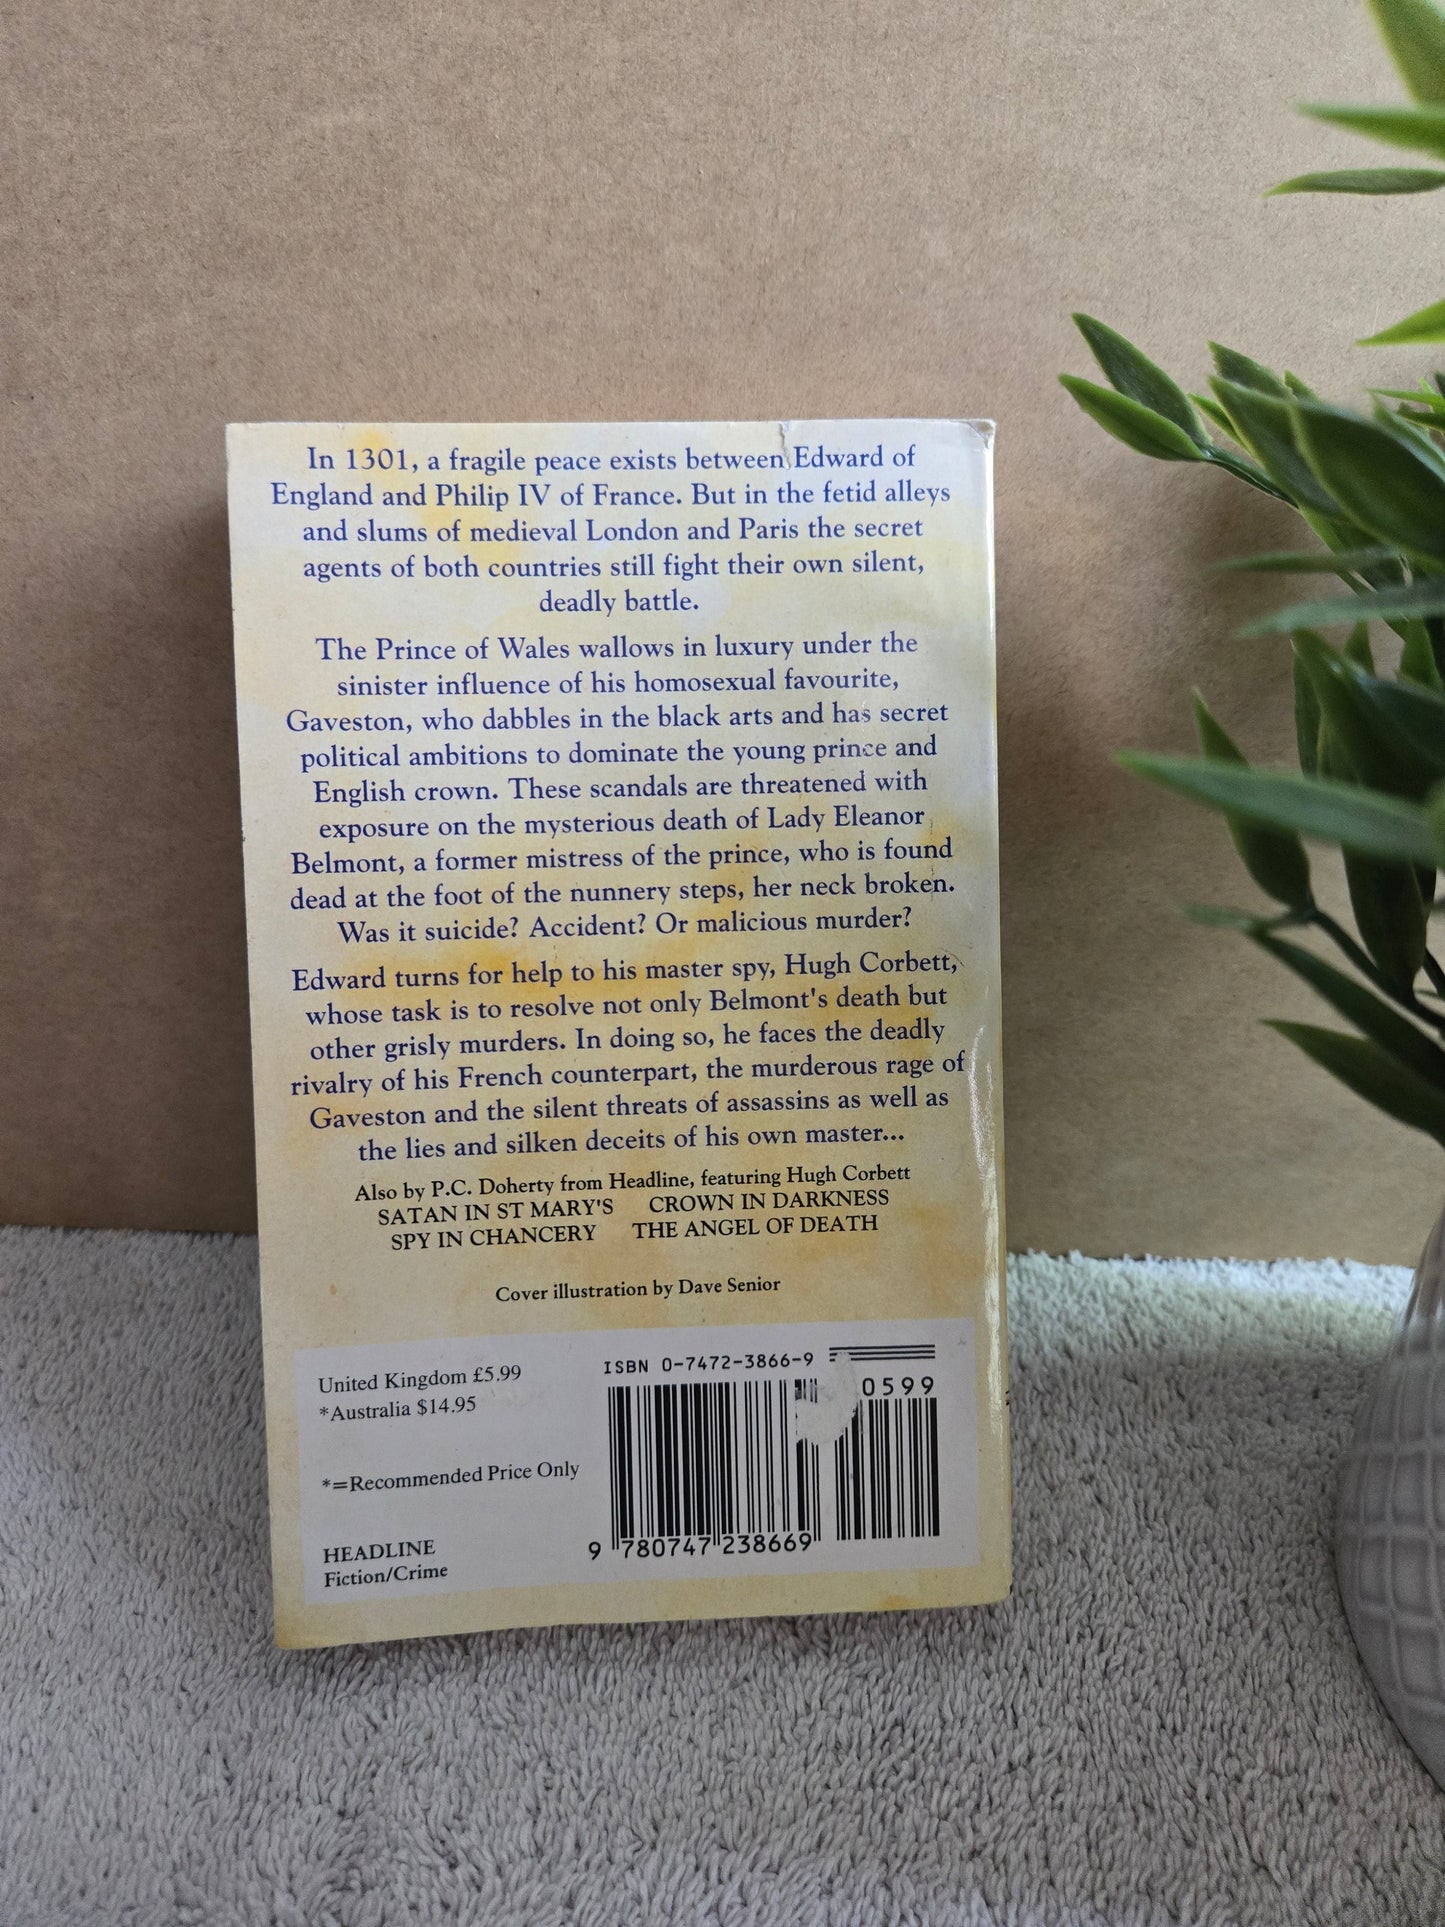 In 1301, a fragile peace exists between Edward of
England and Philip IV of France. But in the fetid alleys
and slums of medieval London and Paris the secret
agents of both countries still fight their own silent,
deadly battle.
The Prince of Wales wallows in luxury under the
sinister influence of his homosexual favourite,
Gaveston, who dabbles in the black arts and has secret
political ambitions to dominate the young prince and
English crown. These scandals are threatened with
exposure on the mysterious death of Lady Eleanor
Belmont, a former mistress of the prince, who is found
dead at the foot of the nunnery steps, her neck broken.
Was it suicide? Accident? Or malicious murder?
Edward turns for help to his master spy, Hugh Corbett,
whose task is to resolve not only Belmont's death but
other grisly murders. In doing so, he faces the deadly
rivalry of his French counterpart, the murderous rage of
Gaveston and the silent threats of assassins as well as
the lies and silken deceits of his own master...
Also by P.C. Doherty from Headline, featuring Hugh Corbett
SATAN IN ST MARY'S CROWN IN DARKNESS
SPY IN CHANCERY THE ANGEL OF DEATH
Cover illustration by Dave Senior
United Kingdom £5.99
*Australia $14.95
*=Recommended Price Only
HEADLINE
Fiction/Crime
ISBN 0-7472-3866-9
0599
9 780747 238669